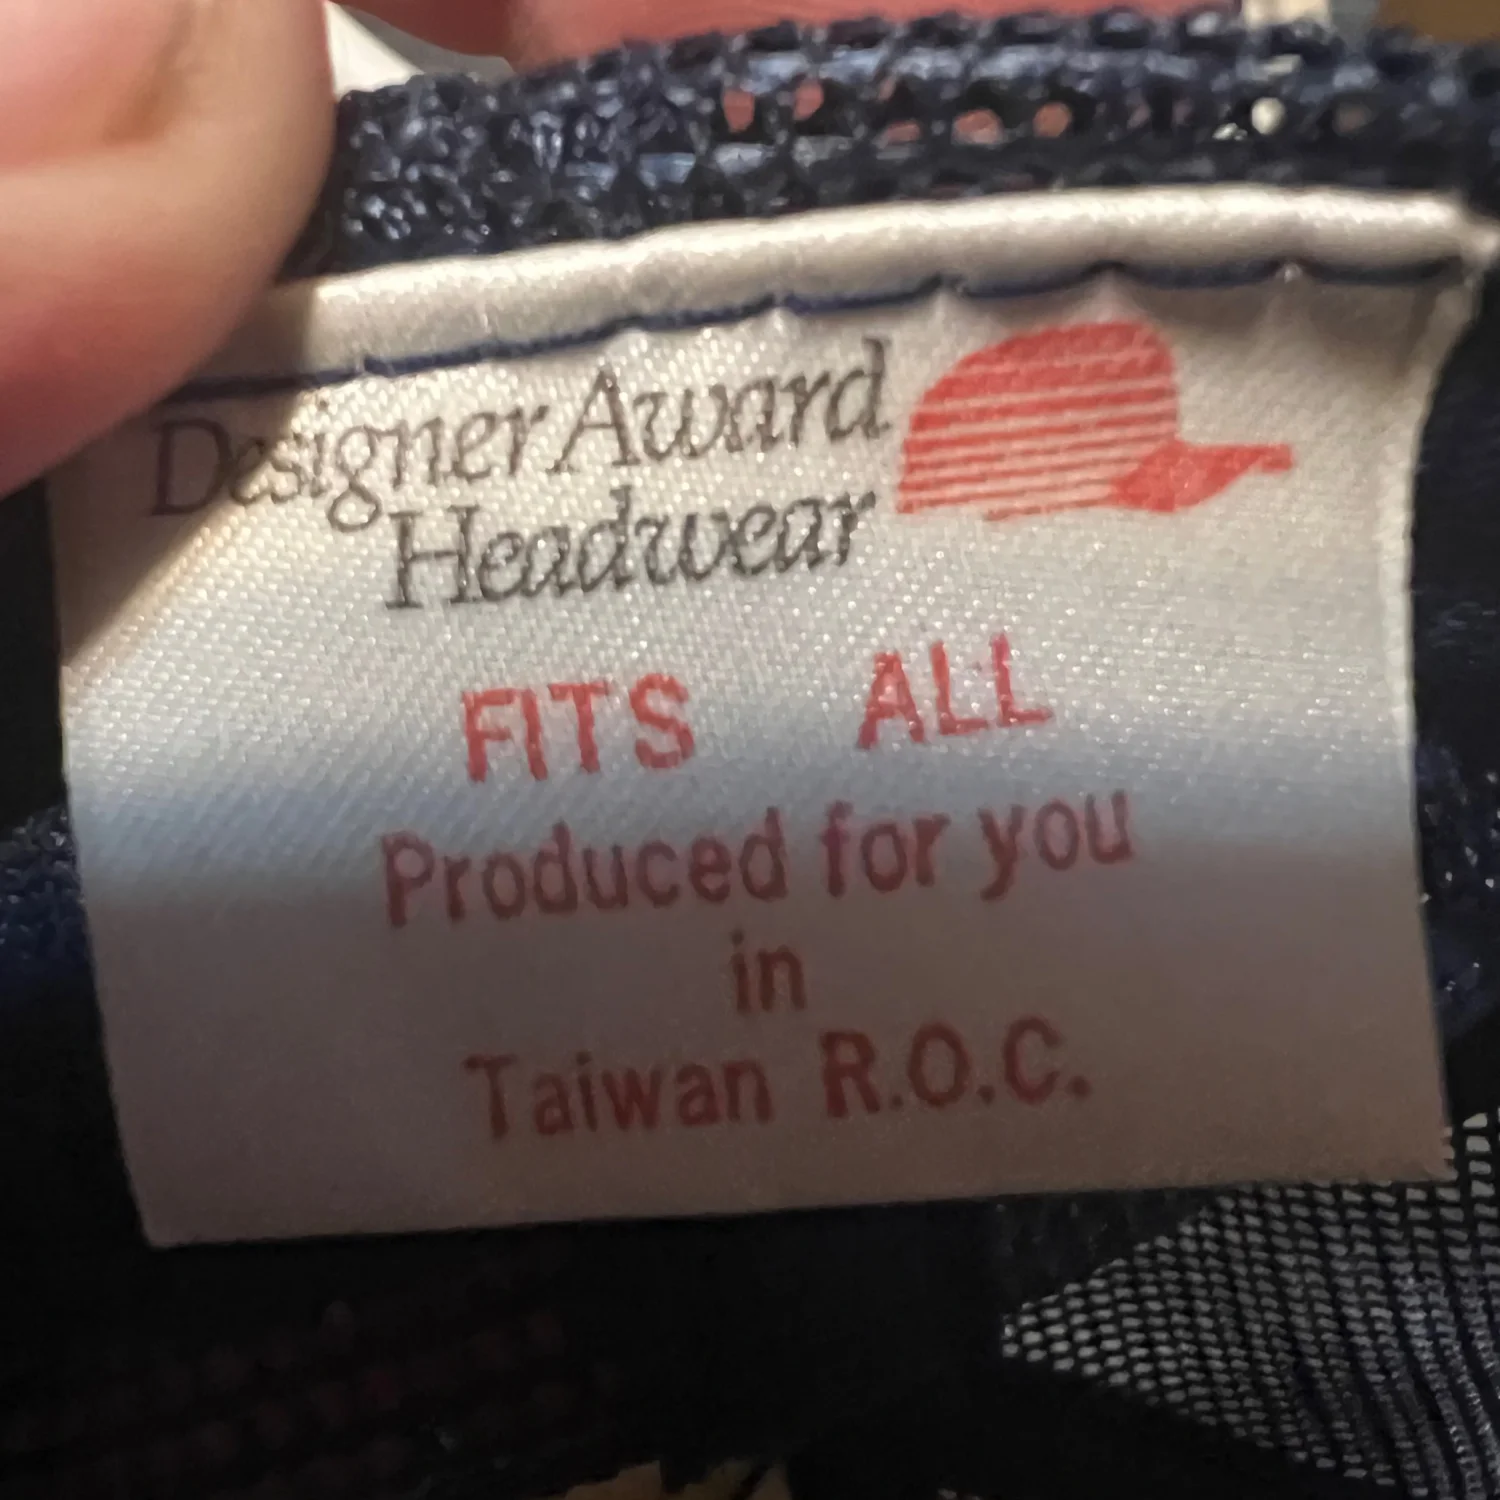 Designer Award
Headwear
FITS ALL
Produced for you
in
Taiwan R.O.C.